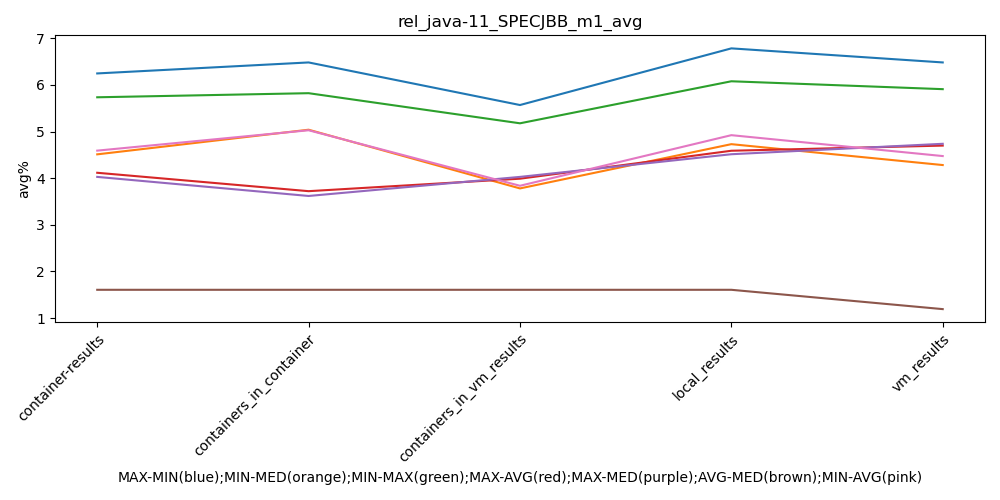 rel_java-11_SPECJBB_m1_avg
7
6
5
4
3
2
1
avg%
container-results
containers_in_container
containers_in_vm_results
local_results
vm_results
MAX-MIN(blue);MIN-MED(orange);MIN-MAX(green);MAX-AVG(red);MAX-MED(purple);AVG-MED(brown);MIN-AVG(pink)